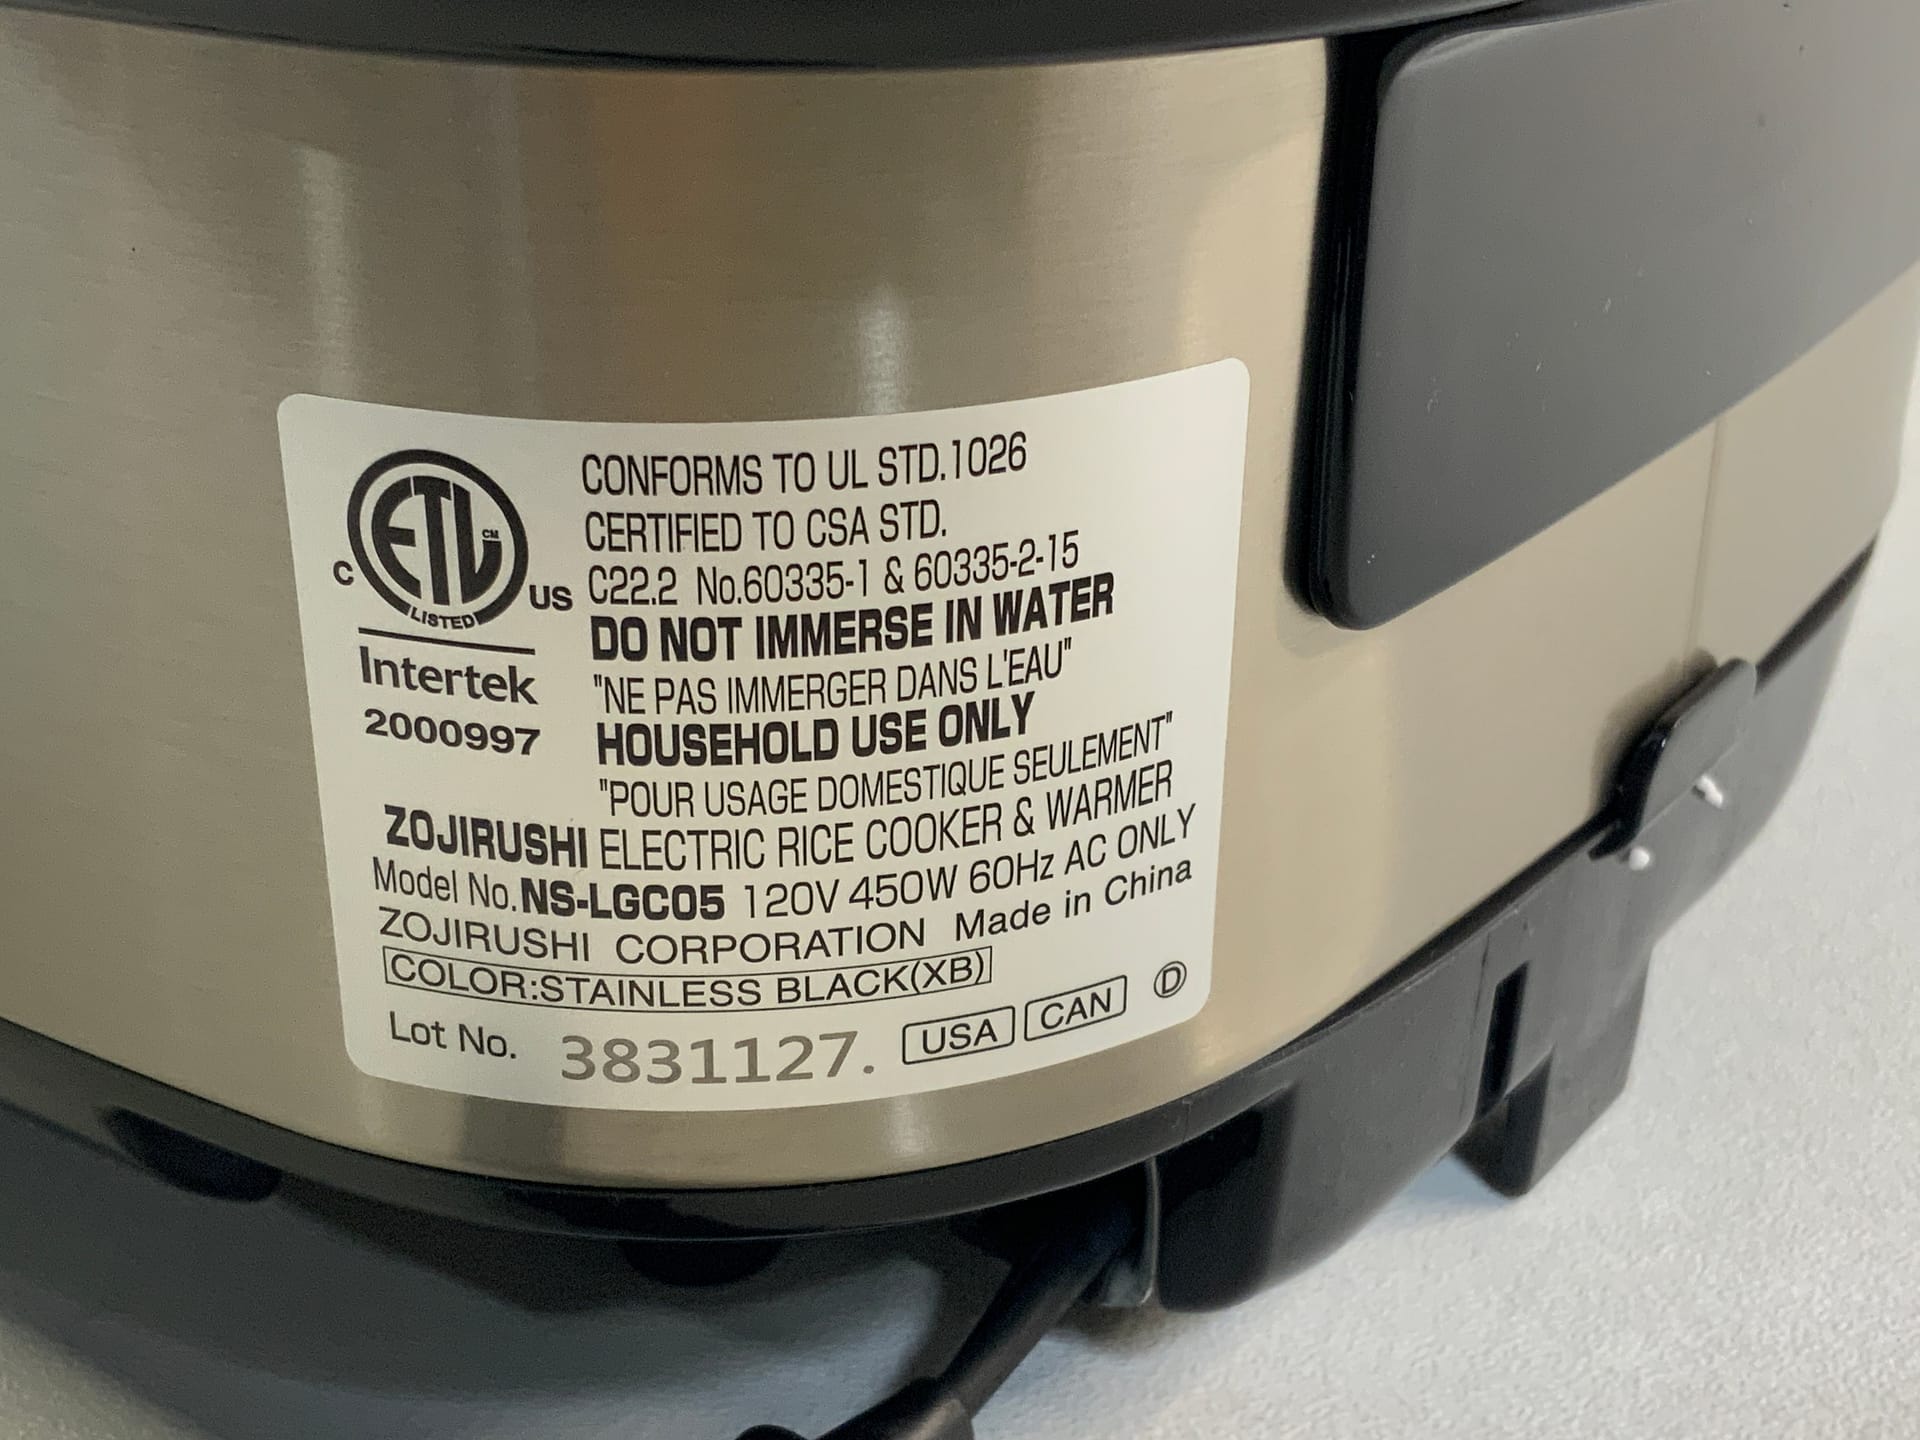 CONFORMS TO UL STD.1026
CERTIFIED TO CSA STD.
C22.2 No.60335-1 & 60335-2-15
DO NOT IMMERSE IN WATER
"NE PAS IMMERGER DANS L'EAU"
HOUSEHOLD USE ONLY
"POUR USAGE DOMESTIQUE SEULEMENT"
C ETL CM US
LISTED
Intertek
2000997
ZOJIRUSHI ELECTRIC RICE COOKER & WARMER
Model No.NS-LGC05 120V 450W 60Hz AC ONLY
ZOJIRUSHI CORPORATION Made in China
COLOR:STAINLESS BLACK(XB)
Lot No. 3831127. USA CAN D